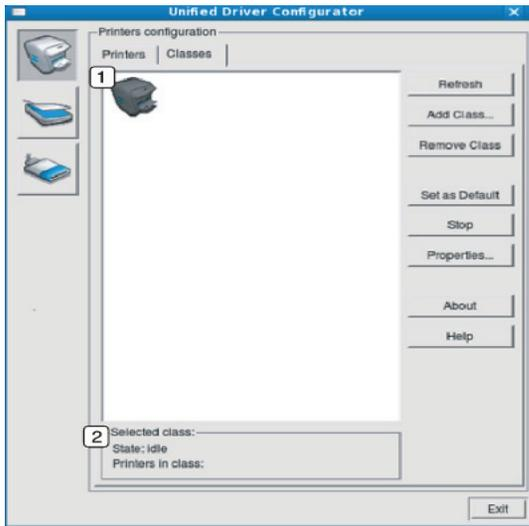 Unified Driver Configurator
Printers configuration
Printers
Classes
1
Refresh
Add Class...
Remove Class
Set as Default
Stop
Properties...
About
Help
2
Selected class:
State: idle
Printers in class:
Exit